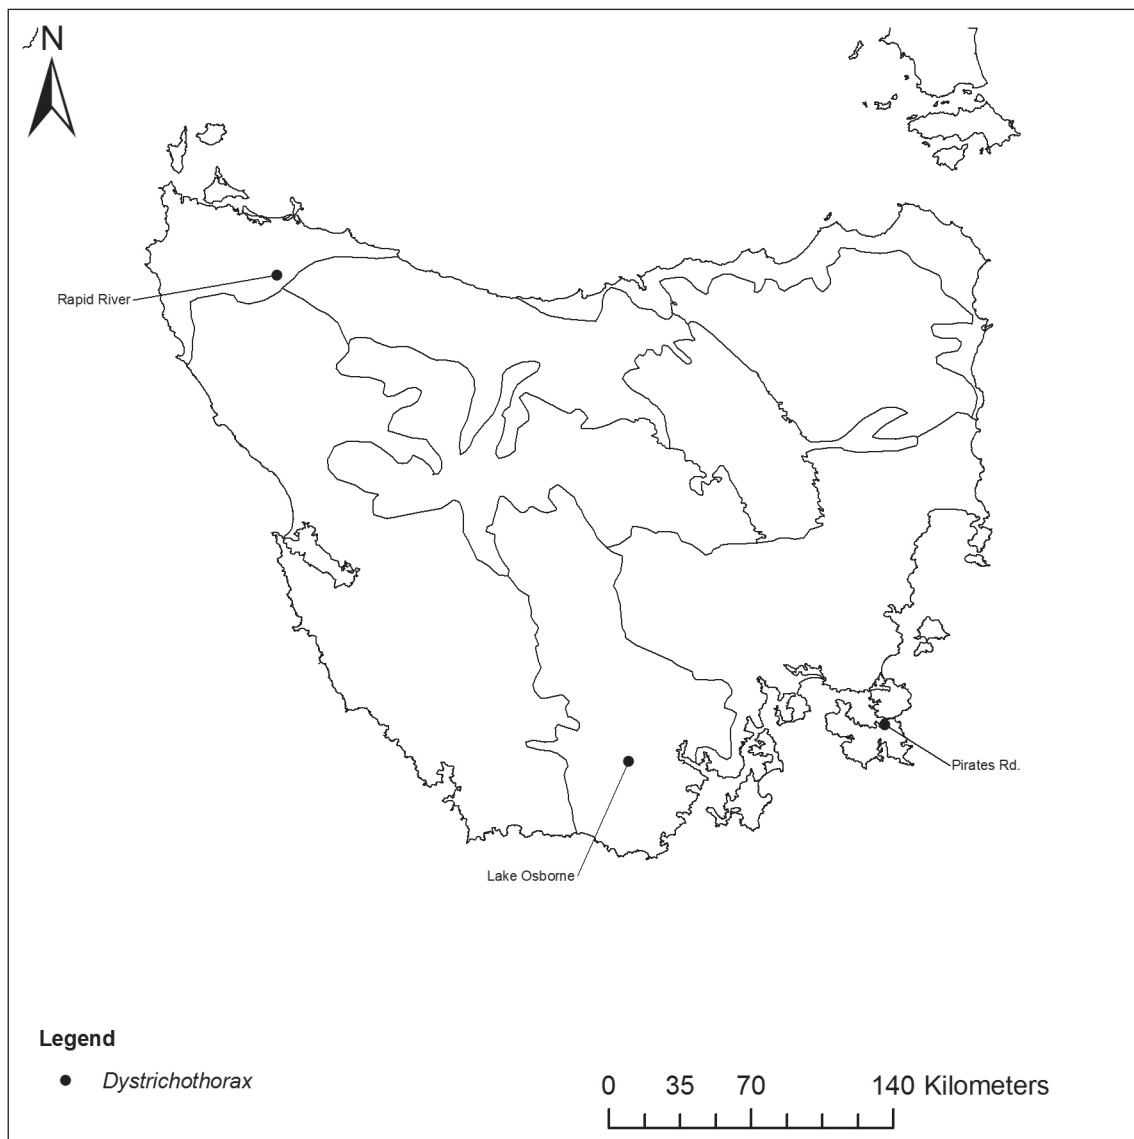 N
Rapid River
Pirates Rd.
Lake Osborne
Legend
Dystrichothorax
0 35 70 140 Kilometers